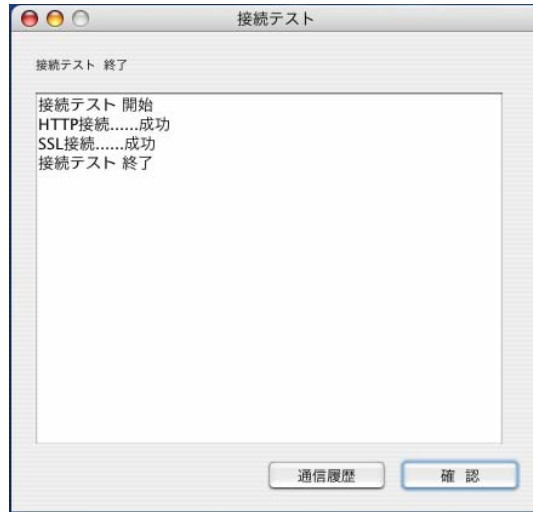 接続テスト
接続テスト 終了
接続テスト 開始
HTTP接続......成功
SSL接続......成功
接続テスト 終了
通信履歴
確 認